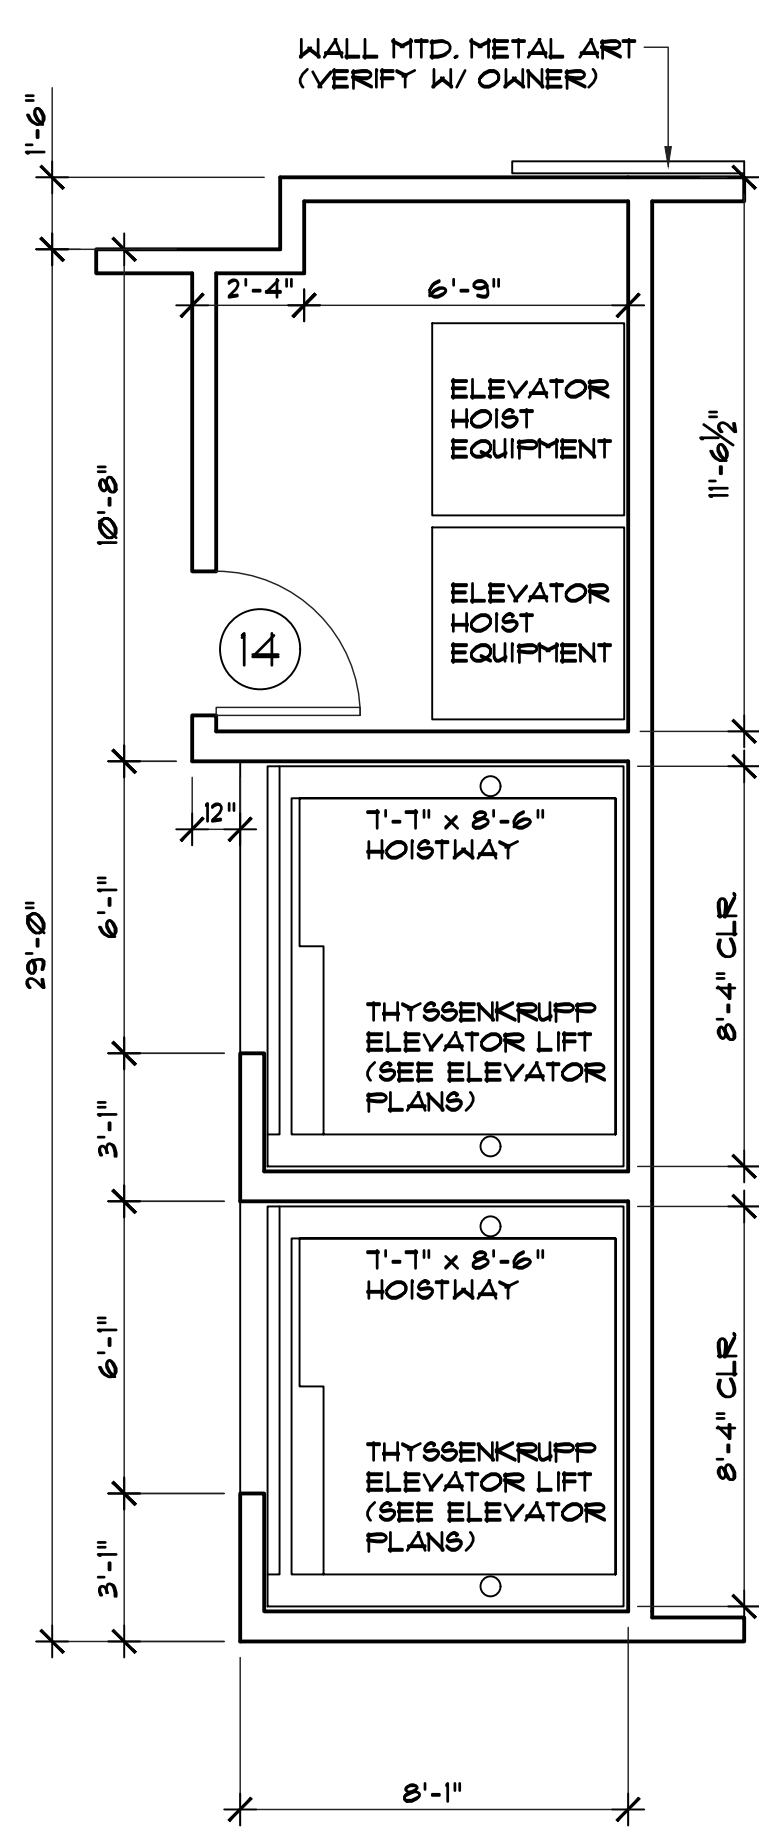 WALL MTD. METAL ART
(VERIFY W/ OWNER)
1'-6"
2'-4"
6'-9"
ELEVATOR
HOIST
EQUIPMENT
11'-6½"
10'-8"
ELEVATOR
HOIST
EQUIPMENT
14
12"
7'-7" x 8'-6"
HOISTWAY
6'-1"
29'-0"
8'-4" CLR.
THYSSENKRUPP
ELEVATOR LIFT
(SEE ELEVATOR
PLANS)
3'-1"
7'-7" x 8'-6"
HOISTWAY
6'-1"
8'-4" CLR.
THYSSENKRUPP
ELEVATOR LIFT
(SEE ELEVATOR
PLANS)
3'-1"
8'-1"